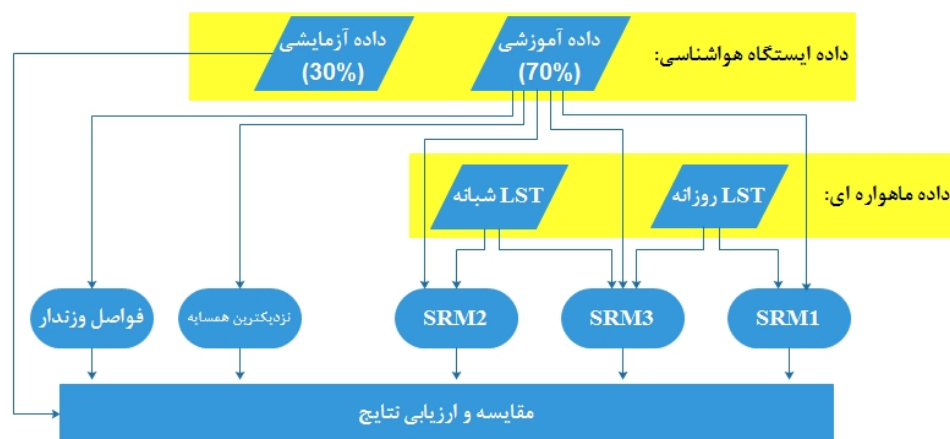 داده ایستگاه هواشناسی:
داده آموزشی
(70%)
داده آزمایشی
(30%)
داده ماهواره ای:
LST روزانه
LST شبانه
SRM1
SRM3
SRM2
نزدیکترین همسایه
فواصل وزندار
مقایسه و ارزیابی نتایج